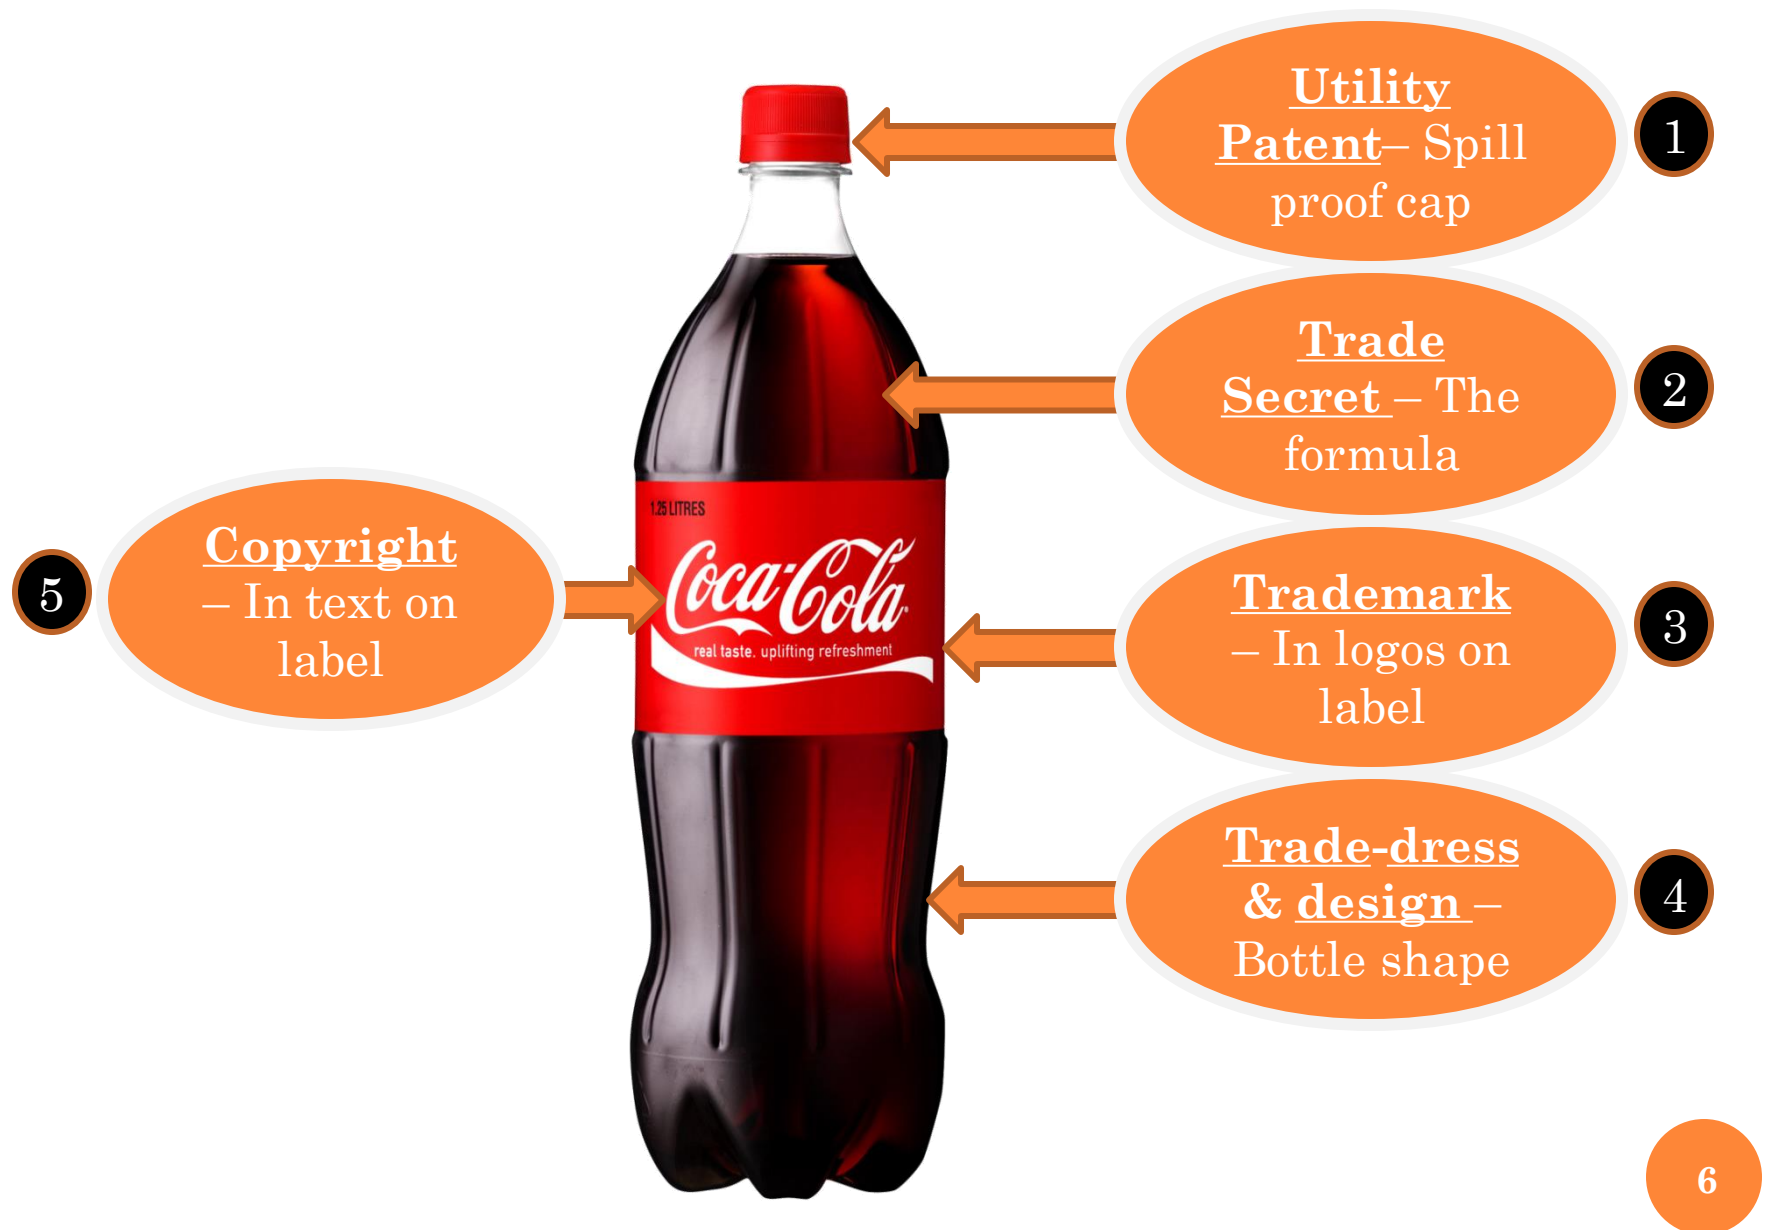 Utility
Patent– Spill
proof cap
1
Trade
Secret – The
formula
2
1.25 LITRES
Coca-Cola
real taste. uplifting refreshment
Copyright
– In text on
label
5
Trademark
– In logos on
label
3
Trade-dress
& design –
Bottle shape
4
6